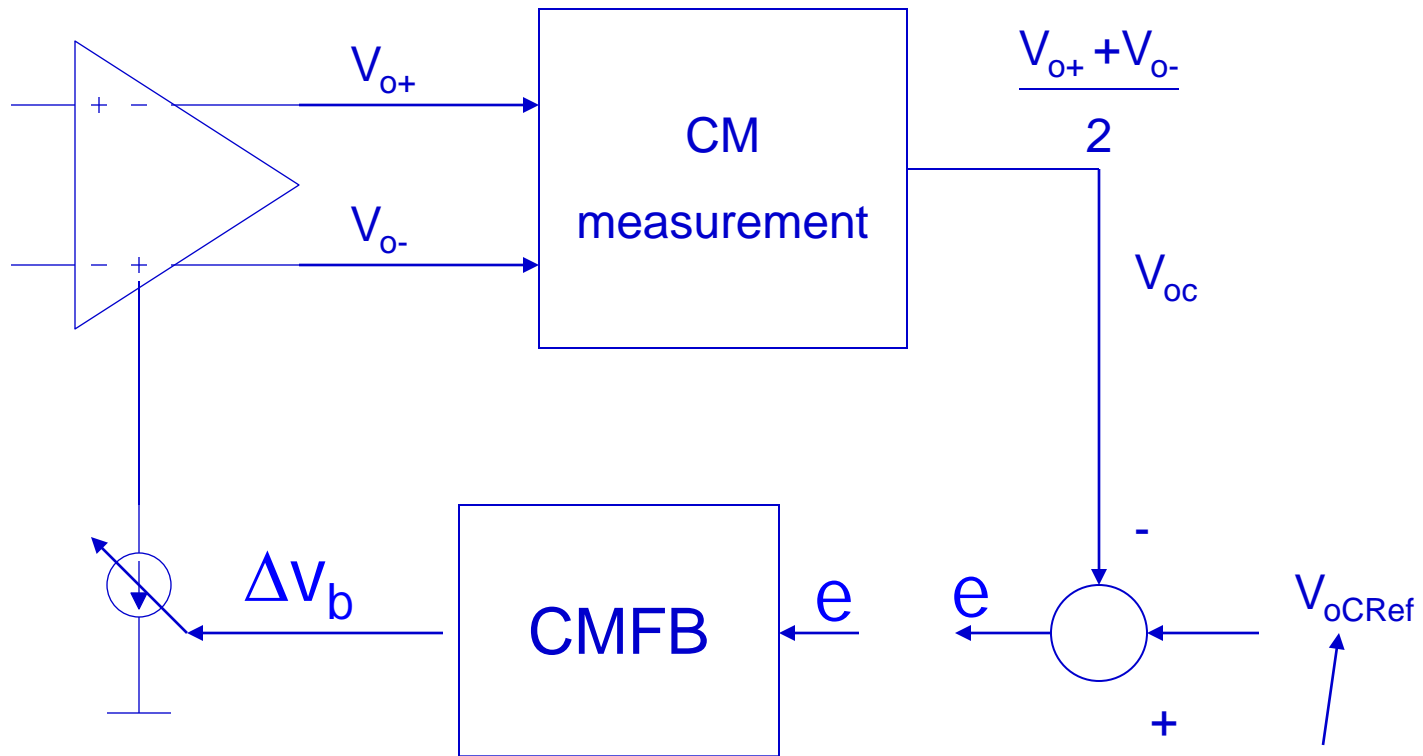 V_o+ + V_o-
2
V_o+
+ -
CM
measurement
V_o-
- +
V_oc
-
Δv_b
CMFB
e
e
V_oCRef
+